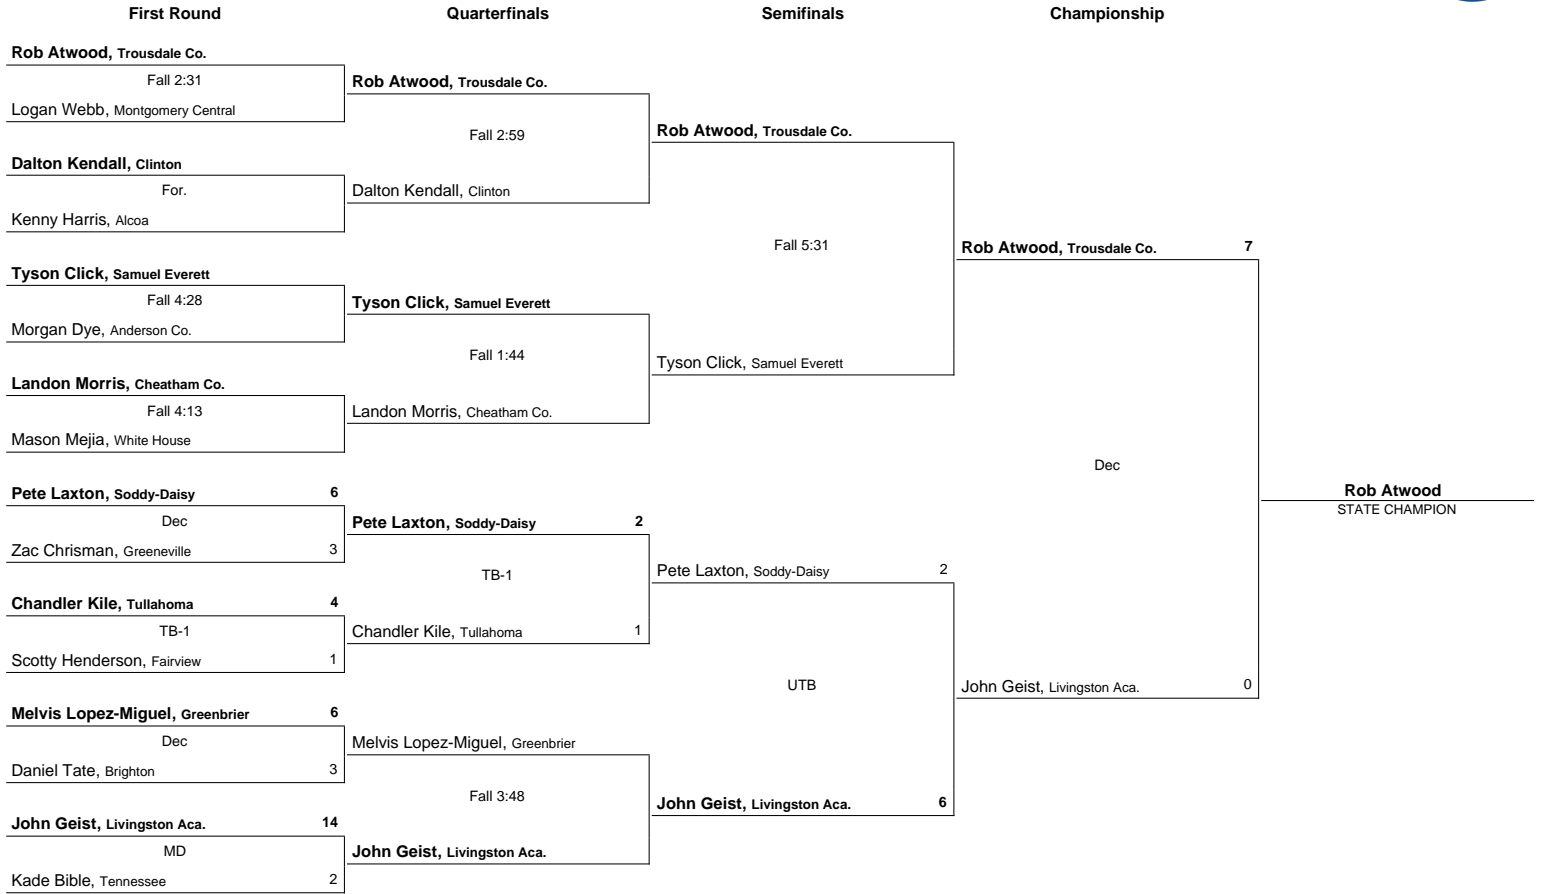 First Round
Quarterfinals
Semifinals
Championship
Rob Atwood, Trousdale Co.
Fall 2:31
Logan Webb, Montgomery Central
Dalton Kendall, Clinton
For.
Kenny Harris, Alcoa
Tyson Click, Samuel Everett
Fall 4:28
Morgan Dye, Anderson Co.
Landon Morris, Cheatham Co.
Fall 4:13
Mason Mejia, White House
Pete Laxton, Soddy-Daisy 6
Dec
Zac Chrisman, Greeneville 3
Chandler Kile, Tullahoma 4
TB-1
Scotty Henderson, Fairview 1
Melvis Lopez-Miguel, Greenbrier 6
Dec
Daniel Tate, Brighton 3
John Geist, Livingston Aca. 14
MD
Kade Bible, Tennessee 2
Rob Atwood, Trousdale Co.
Fall 2:59
Dalton Kendall, Clinton
Tyson Click, Samuel Everett
Fall 1:44
Landon Morris, Cheatham Co.
Pete Laxton, Soddy-Daisy 2
TB-1
Chandler Kile, Tullahoma 1
Melvis Lopez-Miguel, Greenbrier
Fall 3:48
John Geist, Livingston Aca.
Rob Atwood, Trousdale Co.
Fall 5:31
Tyson Click, Samuel Everett
Pete Laxton, Soddy-Daisy 2
UTB
John Geist, Livingston Aca. 6
Rob Atwood, Trousdale Co. 7
Dec
John Geist, Livingston Aca. 0
Rob Atwood
STATE CHAMPION